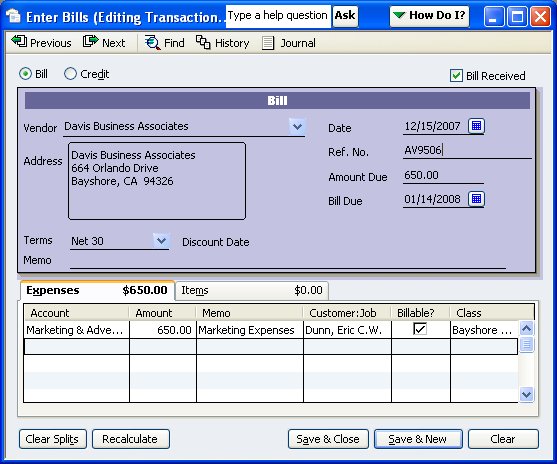 Enter Bills (Editing Transaction. Type a help question Ask How Do I?
Previous Next Find History Journal
Bill Credit Bill Received
Bill
Vendor Davis Business Associates Date 12/15/2007
Ref. No. AV9506
Address Davis Business Associates
664 Orlando Drive
Bayshore, CA 94326
Amount Due 650.00
Bill Due 01/14/2008
Terms Net 30 Discount Date
Memo
Expenses $650.00 Items $0.00
Account Amount Memo Customer:Job Billable? Class
Marketing & Adve... 650.00 Marketing Expenses Dunn, Eric C.W. Bayshore ...
Clear Splits Recalculate Save & Close Save & New Clear